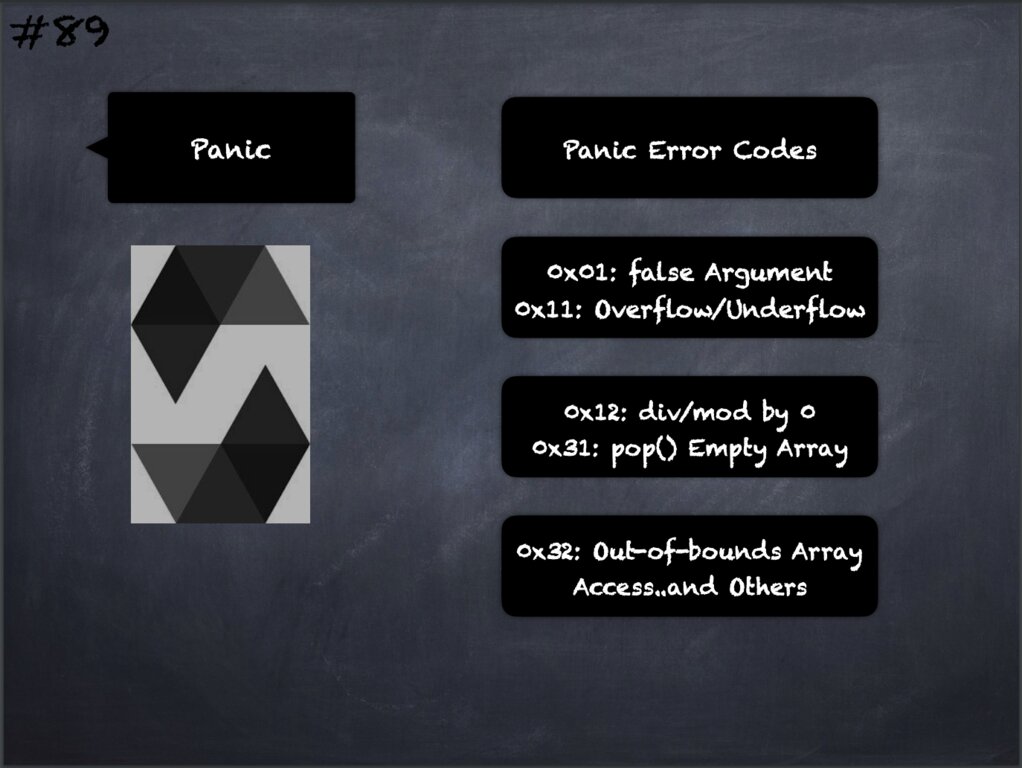 #89
Panic
Panic Error Codes
0x01: false Argument
0x11: Overflow/Underflow
0x12: div/mod by 0
0x31: pop() Empty Array
0x32: Out-of-bounds Array
Access..and Others